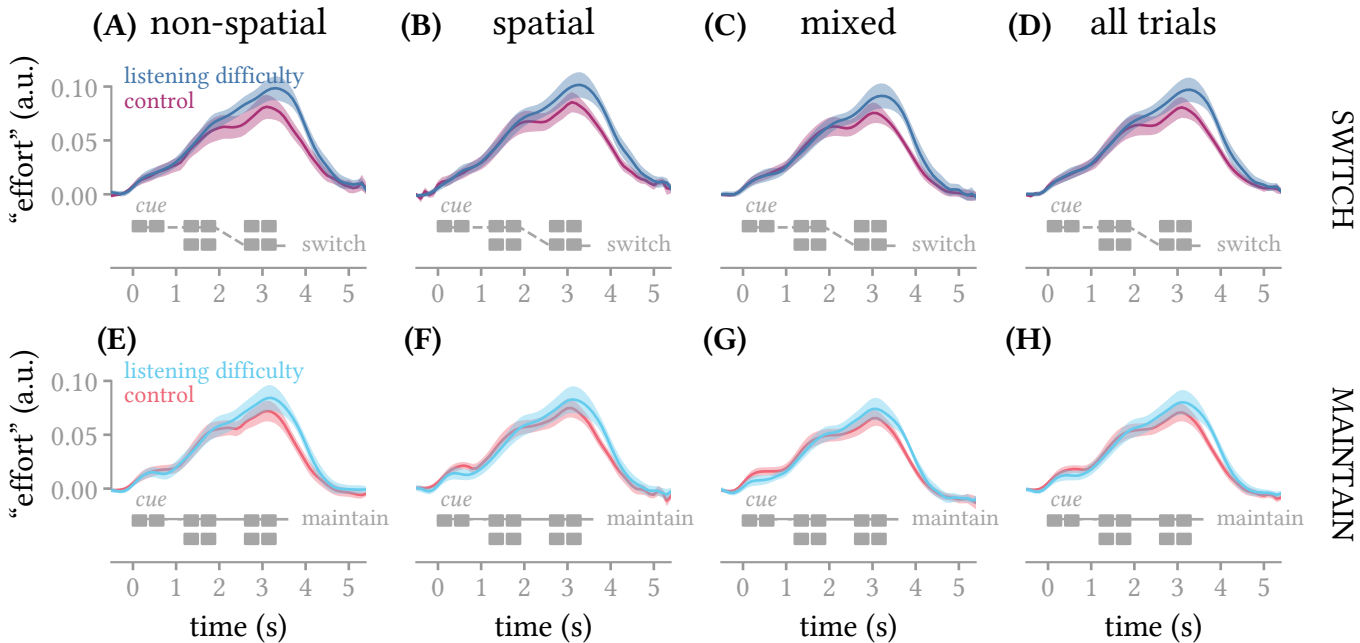 (A) non-spatial
(B) spatial
(C) mixed
(D) all trials
SWITCH
"effort" (a.u.)
listening difficulty
control
0.10
0.05
0.00
cue
switch
cue
switch
cue
switch
cue
switch
0 1 2 3 4 5
0 1 2 3 4 5
0 1 2 3 4 5
0 1 2 3 4 5
(E)
(F)
(G)
(H)
MAINTAIN
"effort" (a.u.)
listening difficulty
control
0.10
0.05
0.00
cue
maintain
cue
maintain
cue
maintain
cue
maintain
0 1 2 3 4 5
0 1 2 3 4 5
0 1 2 3 4 5
0 1 2 3 4 5
time (s)
time (s)
time (s)
time (s)